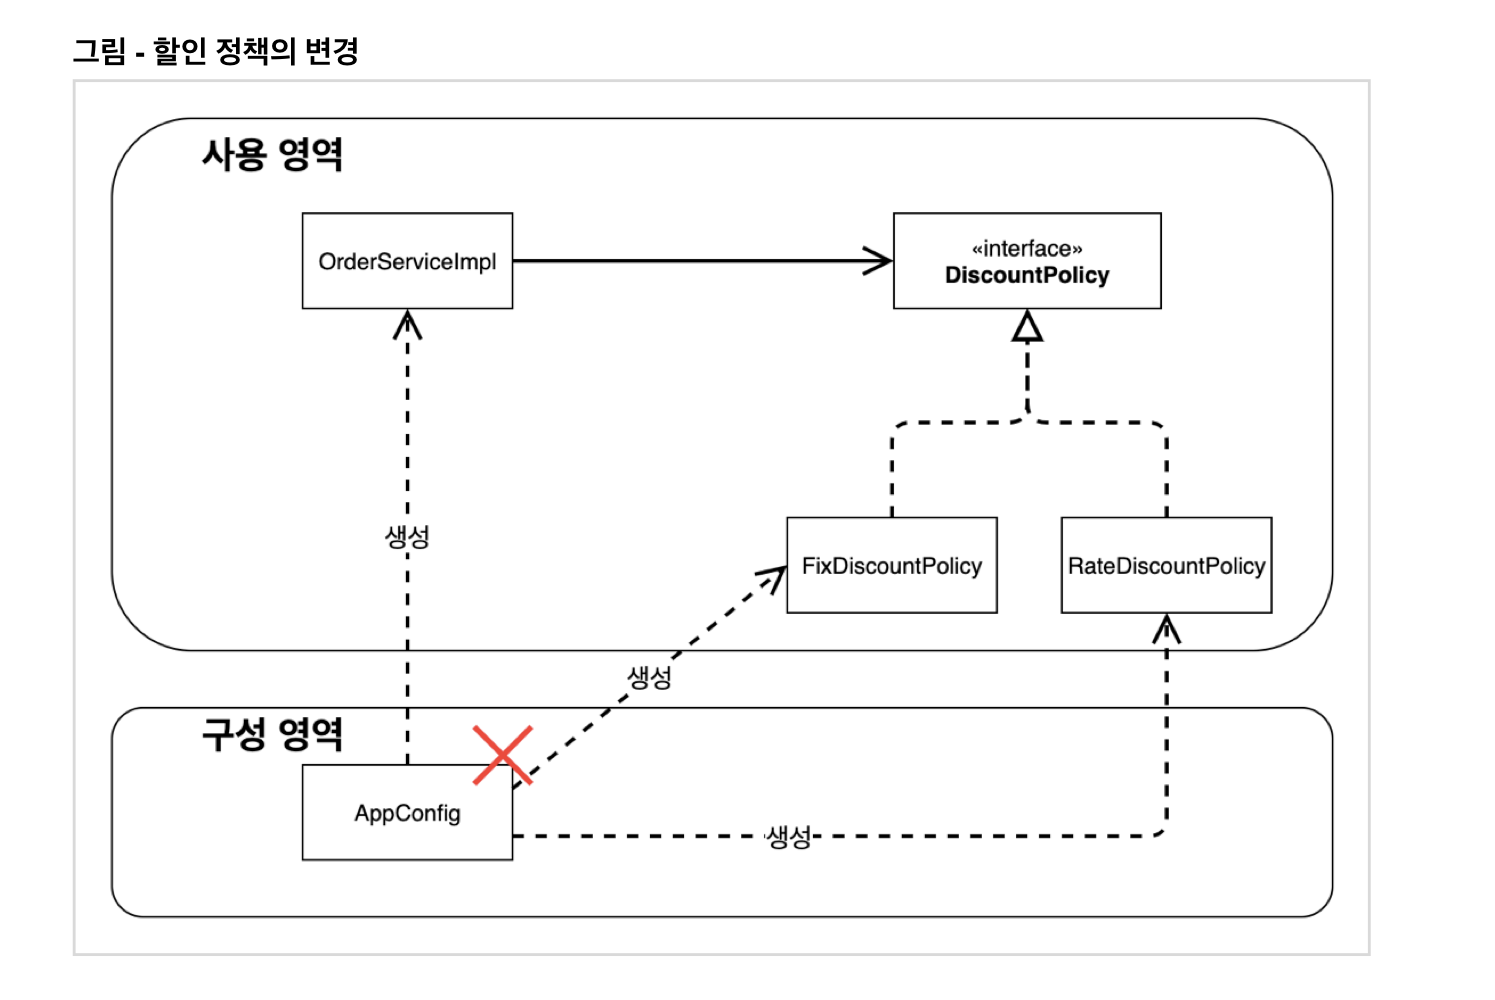 그림 - 할인 정책의 변경
사용 영역
OrderServiceImpl
«interface»
DiscountPolicy
생성
FixDiscountPolicy
RateDiscountPolicy
생성
구성 영역
AppConfig
생성